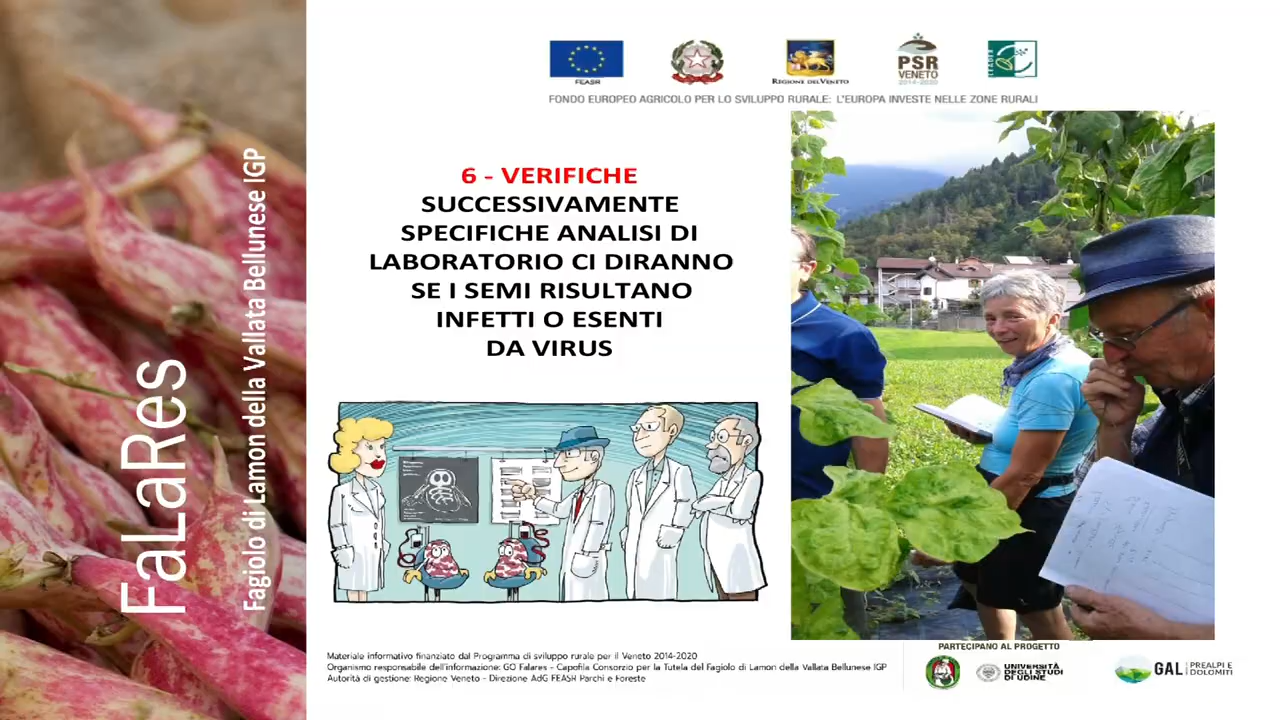 FaLaRes
Fagiolo di Lamon della Vallata Bellunese IGP
FEASR
REGIONE DEL VENETO
PSR
VENETO
2014-2020
LEADER
FONDO EUROPEO AGRICOLO PER LO SVILUPPO RURALE: L'EUROPA INVESTE NELLE ZONE RURALI
6 - VERIFICHE
SUCCESSIVAMENTE
SPECIFICHE ANALISI DI
LABORATORIO CI DIRANNO
SE I SEMI RISULTANO
INFETTI O ESENTI
DA VIRUS
Materiale informativo finanziato dal Programma di sviluppo rurale per il Veneto 2014-2020
Organismo responsabile dell'informazione: GO Falares - Capofila Consorzio per la Tutela del Fagiolo di Lamon della Vallata Bellunese IGP
Autorità di gestione: Regione Veneto - Direzione AdG FEASR Parchi e Foreste
PARTECIPANO AL PROGETTO
UNIVERSITÀ
DEGLI STUDI
DI UDINE
GAL PREALPI E
DOLOMITI